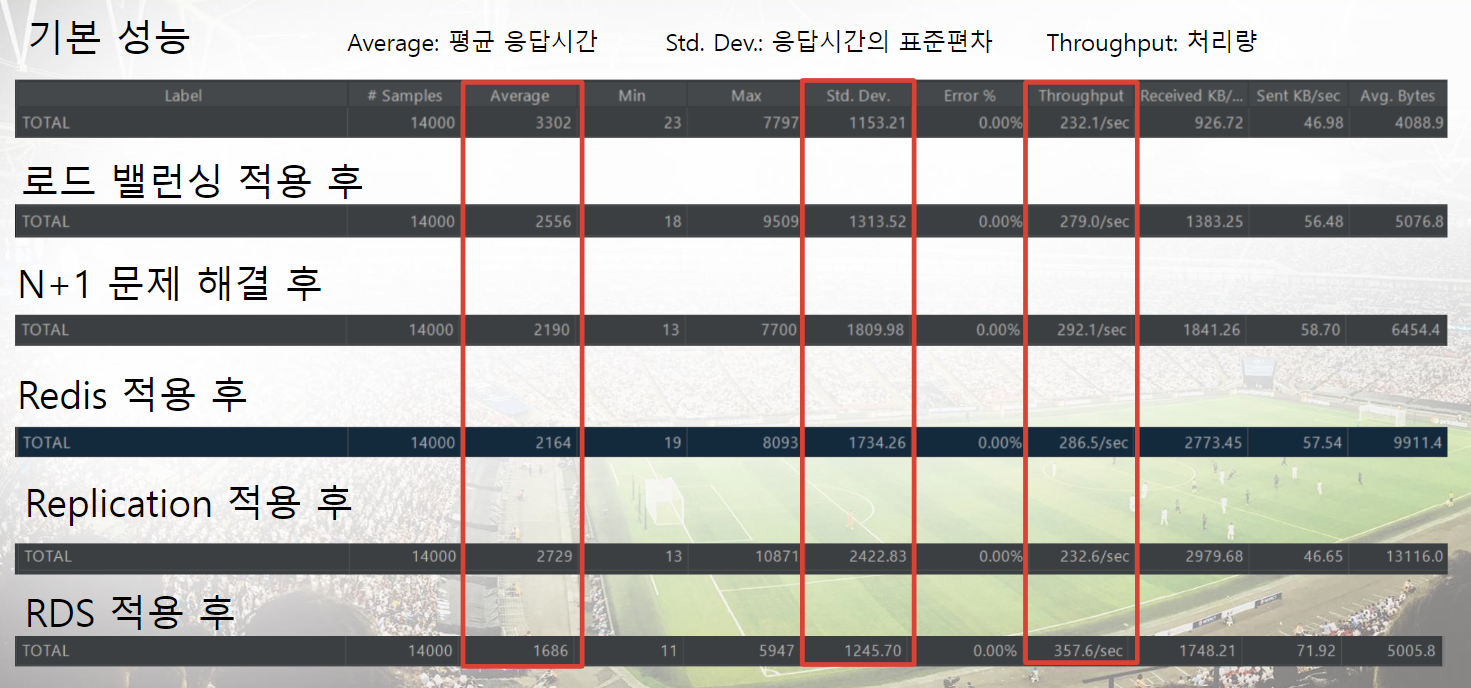 기본 성능 Average: 평균 응답시간 Std. Dev.: 응답시간의 표준편차 Throughput: 처리량
Label # Samples Average Min Max Std. Dev. Error % Throughput Received KB/... Sent KB/sec Avg. Bytes
TOTAL 14000 3302 23 7797 1153.21 0.00% 232.1/sec 926.72 46.98 4088.9
로드 밸런싱 적용 후
TOTAL 14000 2556 18 9509 1313.52 0.00% 279.0/sec 1383.25 56.48 5076.8
N+1 문제 해결 후
TOTAL 14000 2190 13 7700 1809.98 0.00% 292.1/sec 1841.26 58.70 6454.4
Redis 적용 후
TOTAL 14000 2164 19 8093 1734.26 0.00% 286.5/sec 2773.45 57.54 9911.4
Replication 적용 후
TOTAL 14000 2729 13 10871 2422.83 0.00% 232.6/sec 2979.68 46.65 13116.0
RDS 적용 후
TOTAL 14000 1686 11 5947 1245.70 0.00% 357.6/sec 1748.21 71.92 5005.8